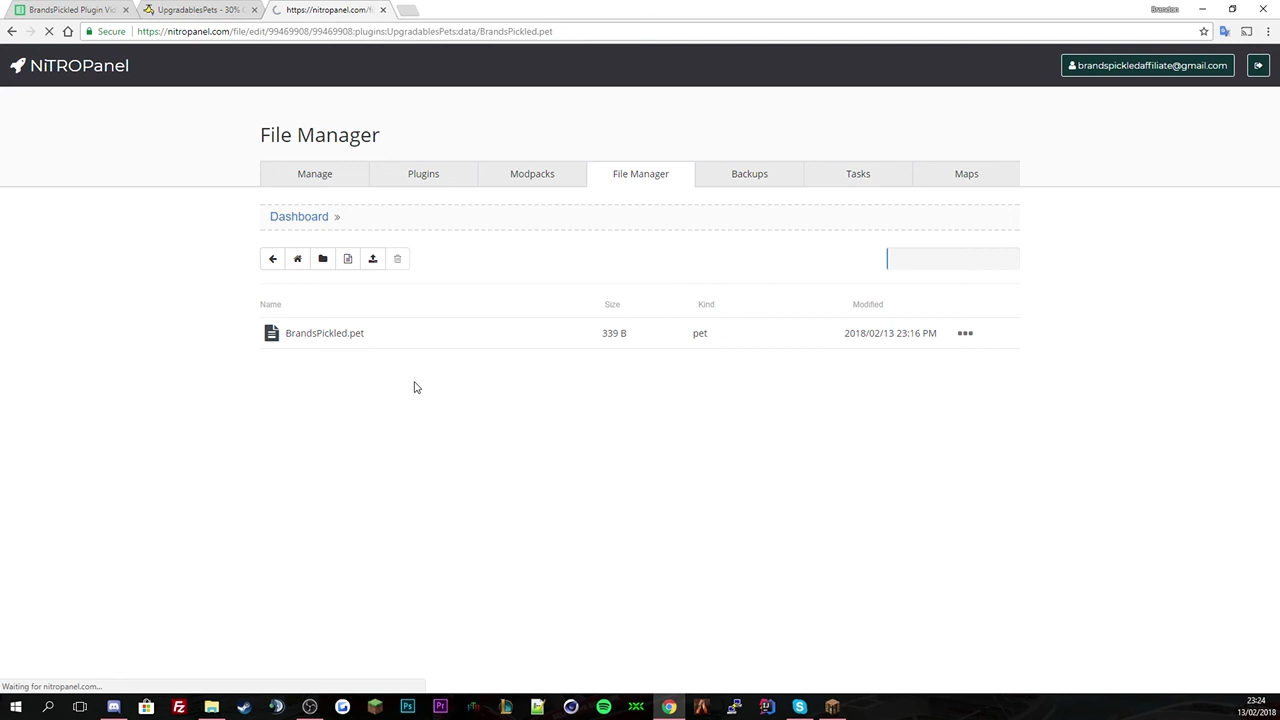 BrandsPickled Plugin Vid
UpgradablesPets - 30%
https://nitropanel.com/fi
Brandon
Secure
https://nitropanel.com/file/edit/99469908/99469908:plugins:UpgradablesPets:data/BrandsPickled.pet
NiTROPanel
brandspickledaffiliate@gmail.com
File Manager
Manage
Plugins
Modpacks
File Manager
Backups
Tasks
Maps
Dashboard »
Name
Size
Kind
Modified
BrandsPickled.pet
339 B
pet
2018/02/13 23:16 PM
Waiting for nitropanel.com...
23:24
13/02/2018